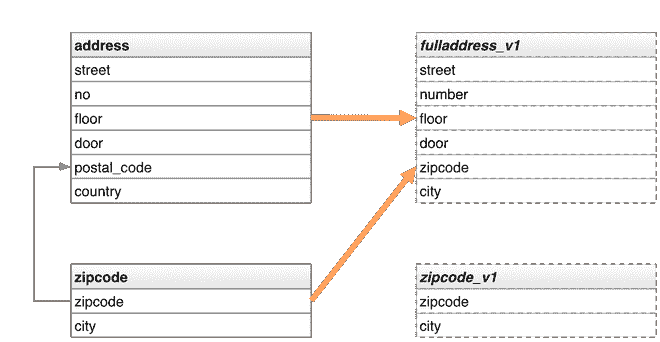 address
street
no
floor
door
postal_code
country
fulladdress_v1
street
number
floor
door
zipcode
city
zipcode
zipcode
city
zipcode_v1
zipcode
city